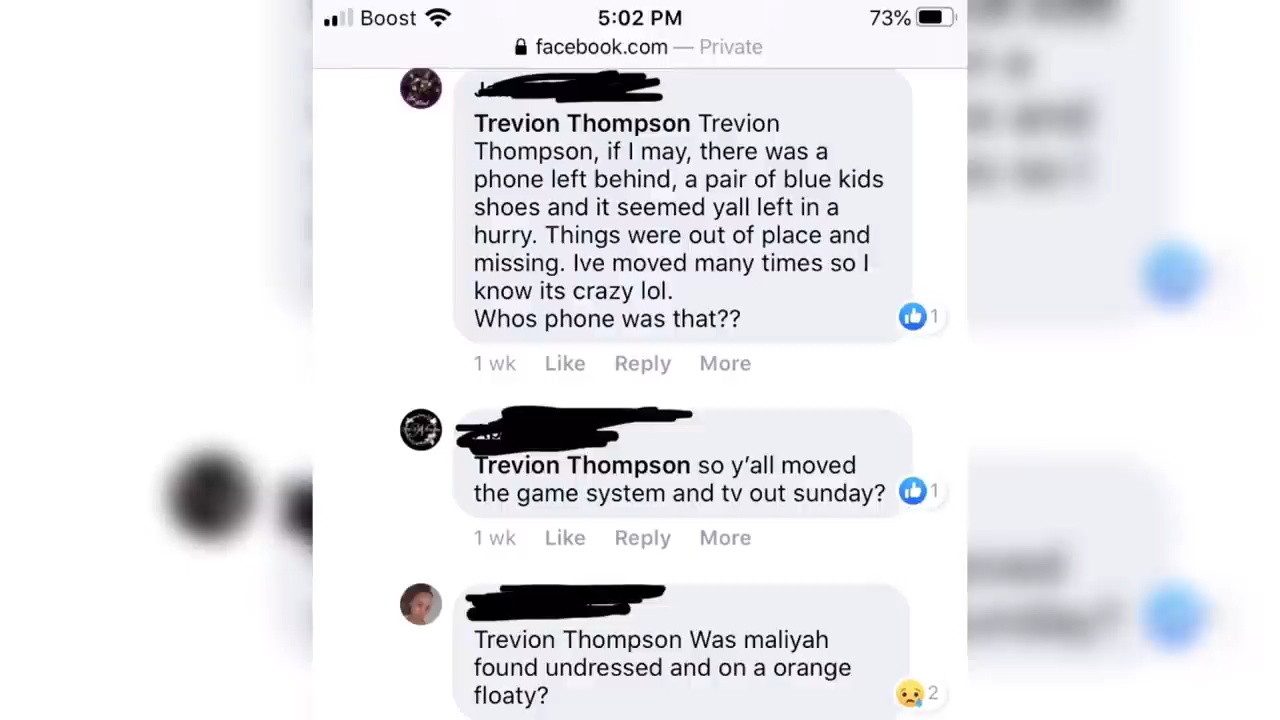 Boost 5:02 PM 73%
facebook.com — Private
Trevion Thompson Trevion
Thompson, if I may, there was a
phone left behind, a pair of blue kids
shoes and it seemed yall left in a
hurry. Things were out of place and
missing. Ive moved many times so I
know its crazy lol.
Whos phone was that??
1
1 wk Like Reply More
Trevion Thompson so y’all moved
the game system and tv out sunday?
1
1 wk Like Reply More
Trevion Thompson Was maliyah
found undressed and on a orange
floaty?
2